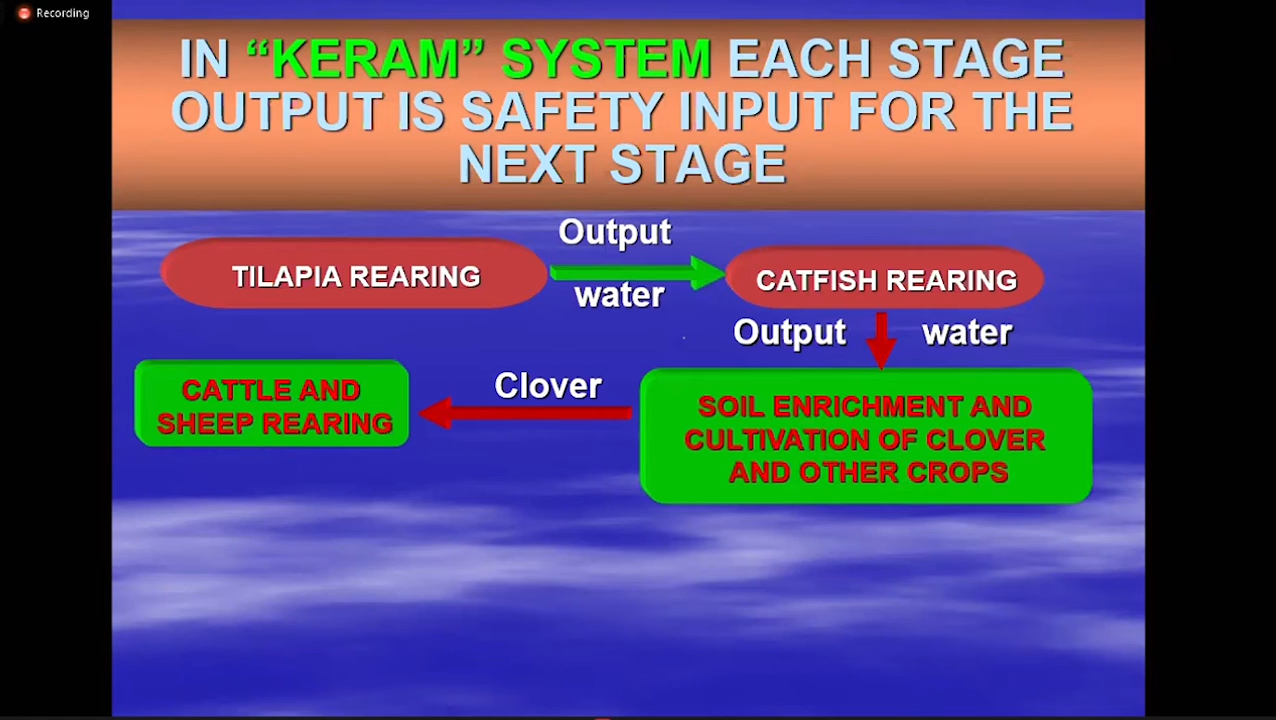 Recording
IN “KERAM” SYSTEM EACH STAGE
OUTPUT IS SAFETY INPUT FOR THE
NEXT STAGE
Output
TILAPIA REARING
CATFISH REARING
water
Output water
Clover
CATTLE AND
SHEEP REARING
SOIL ENRICHMENT AND
CULTIVATION OF CLOVER
AND OTHER CROPS